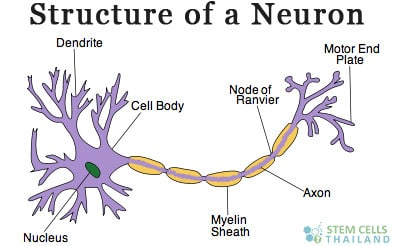 Structure of a Neuron
Dendrite
Motor End
Plate
Cell Body
Node of
Ranvier
Axon
Myelin
Sheath
Nucleus
STEM CELLS
THAILAND